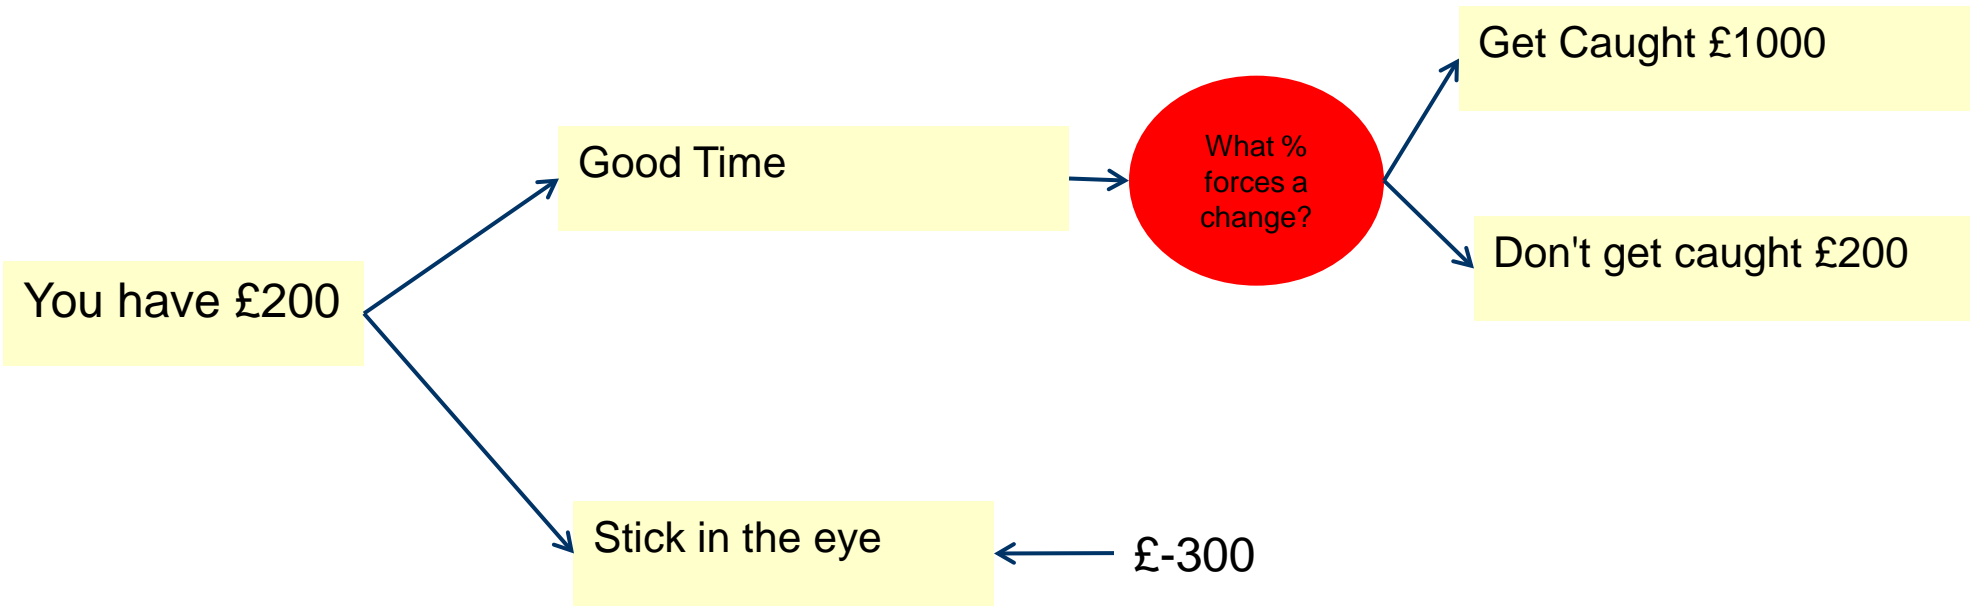 You have £200
Good Time
What %
forces a
change?
Get Caught £1000
Don't get caught £200
Stick in the eye
£-300